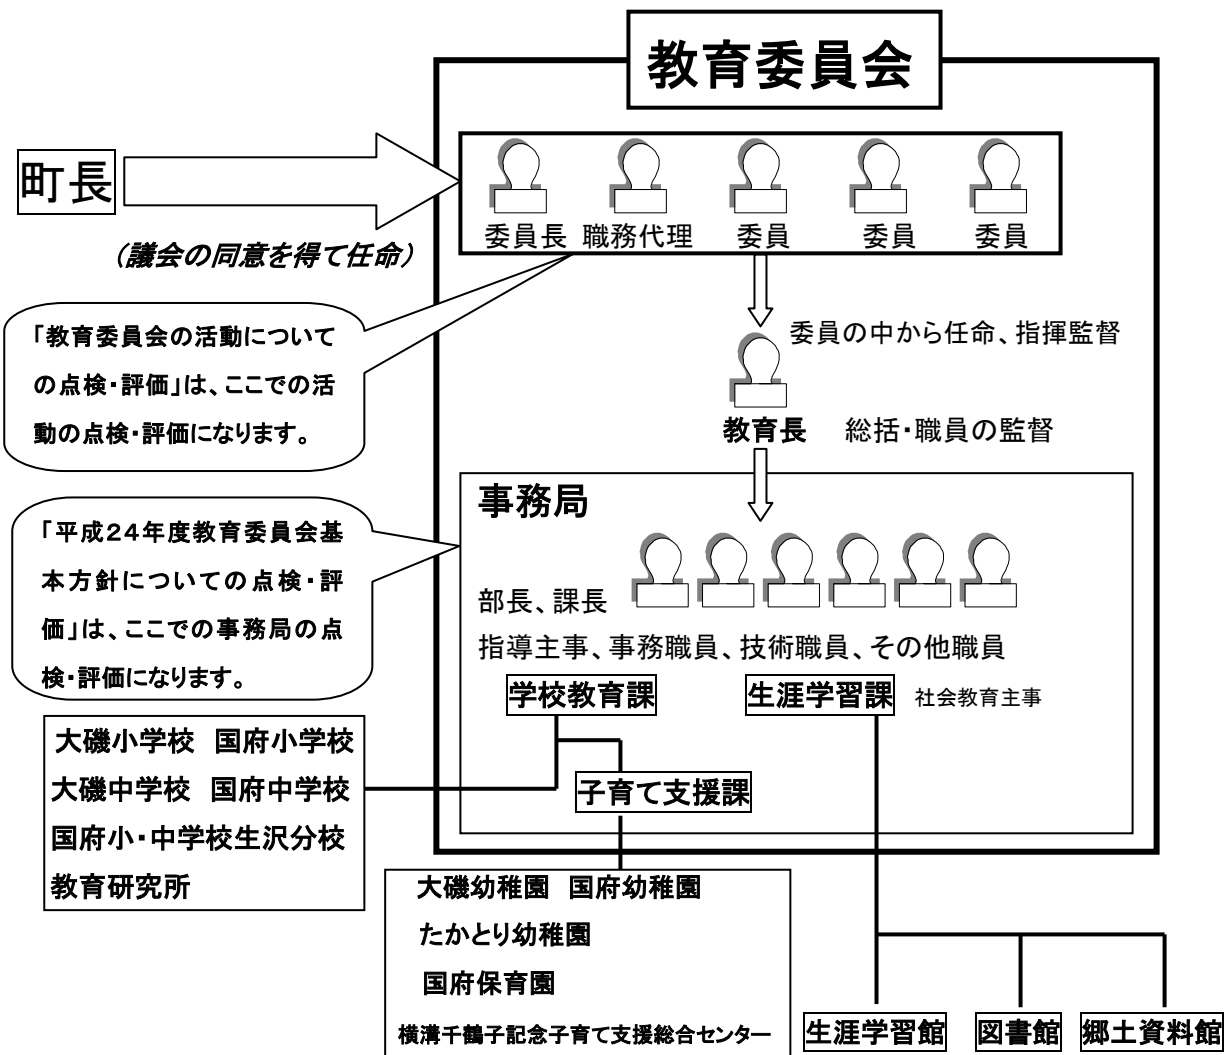 教育委員会
町長
委員長 職務代理 委員 委員 委員
（議会の同意を得て任命）
「教育委員会の活動について
の点検・評価」は、ここでの活
動の点検・評価になります。
委員の中から任命、指揮監督
教育長 総括・職員の監督
事務局
「平成２４年度教育委員会基
本方針についての点検・評
価」は、ここでの事務局の点
検・評価になります。
部長、課長
指導主事、事務職員、技術職員、その他職員
学校教育課 生涯学習課 社会教育主事
大磯小学校 国府小学校
大磯中学校 国府中学校
国府小・中学校生沢分校
教育研究所
子育て支援課
大磯幼稚園 国府幼稚園
たかとり幼稚園
国府保育園
横溝千鶴子記念子育て支援総合センター
生涯学習館 図書館 郷土資料館